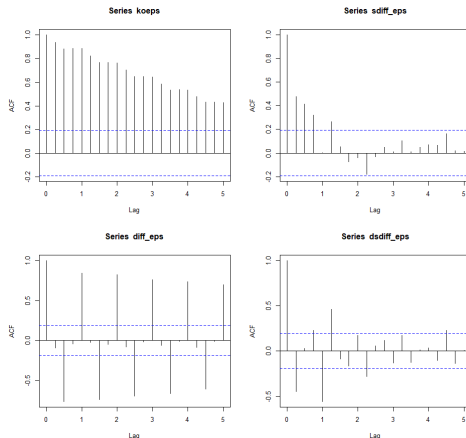 Series koeps
Series sdiff_eps
ACF
0.0 0.2 0.4 0.6 0.8 1.0
0 1 2 3 4 5
Lag
ACF
-0.2 0.0 0.2 0.4 0.6 0.8 1.0
0 1 2 3 4 5
Lag
Series diff_eps
Series dsdiff_eps
ACF
-0.5 0.0 0.5 1.0
0 1 2 3 4 5
Lag
ACF
-0.5 0.0 0.5 1.0
0 1 2 3 4 5
Lag